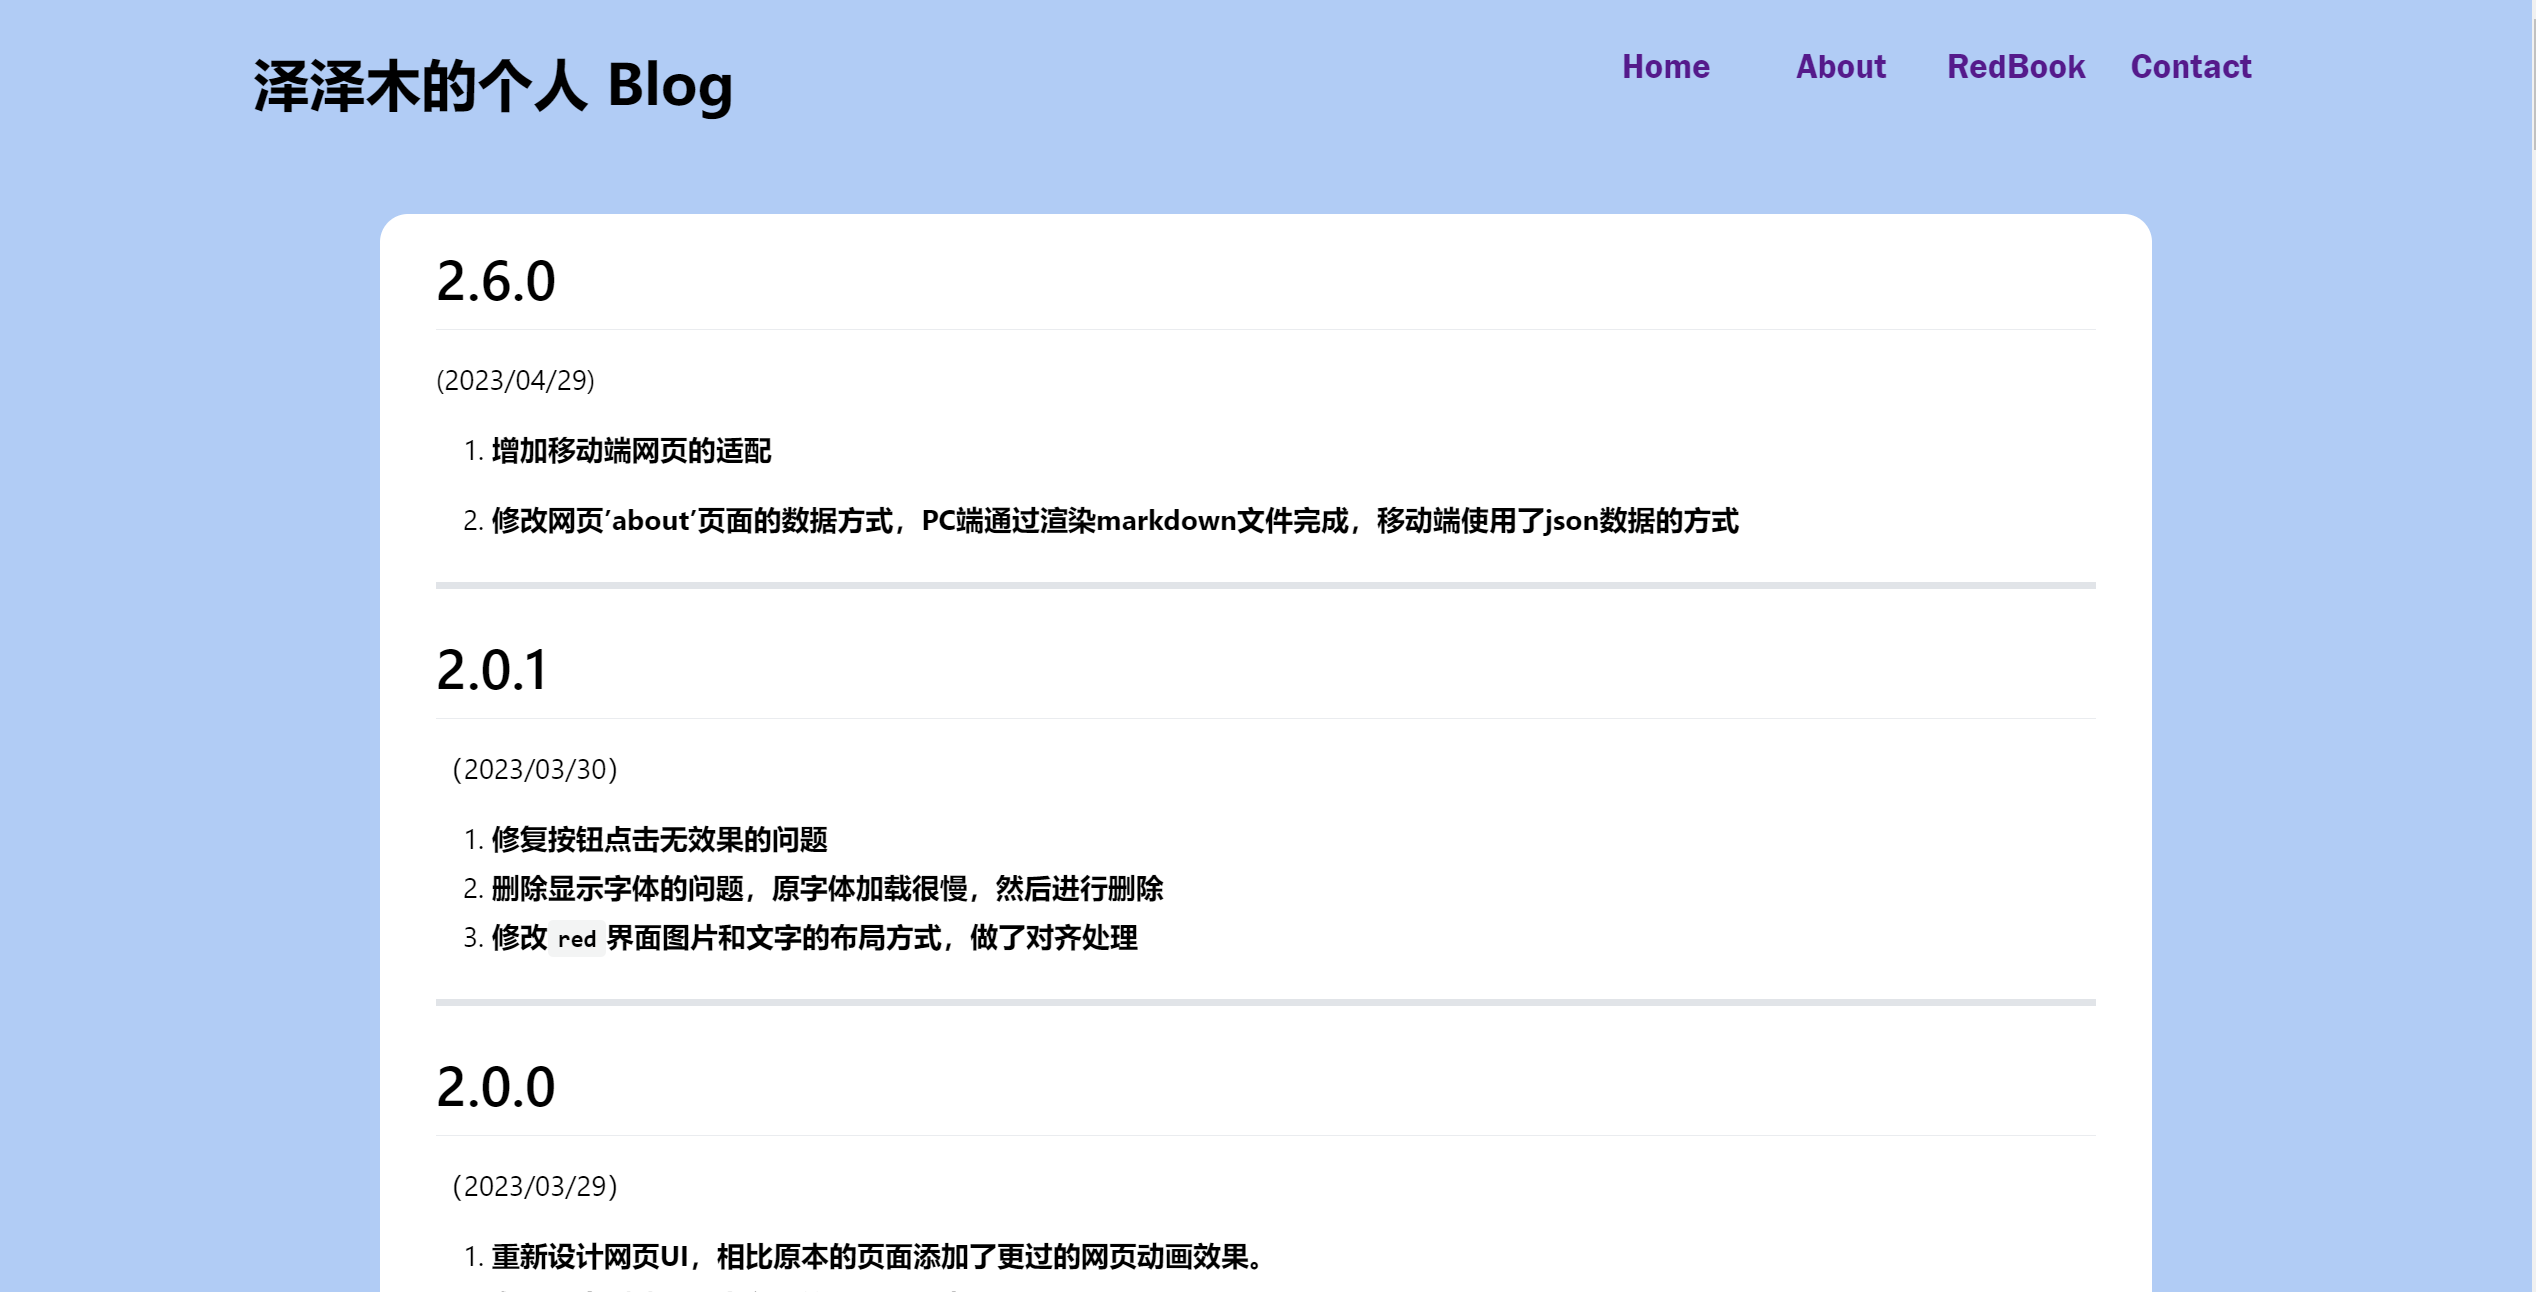 泽泽木的个人 Blog
Home About RedBook Contact
2.6.0
(2023/04/29)
1. 增加移动端网页的适配
2. 修改网页’about’页面的数据方式，PC端通过渲染markdown文件完成，移动端使用了json数据的方式
2.0.1
（2023/03/30）
1. 修复按钮点击无效果的问题
2. 删除显示字体的问题，原字体加载很慢，然后进行删除
3. 修改 red 界面图片和文字的布局方式，做了对齐处理
2.0.0
（2023/03/29）
1. 重新设计网页UI，相比原本的页面添加了更过的网页动画效果。